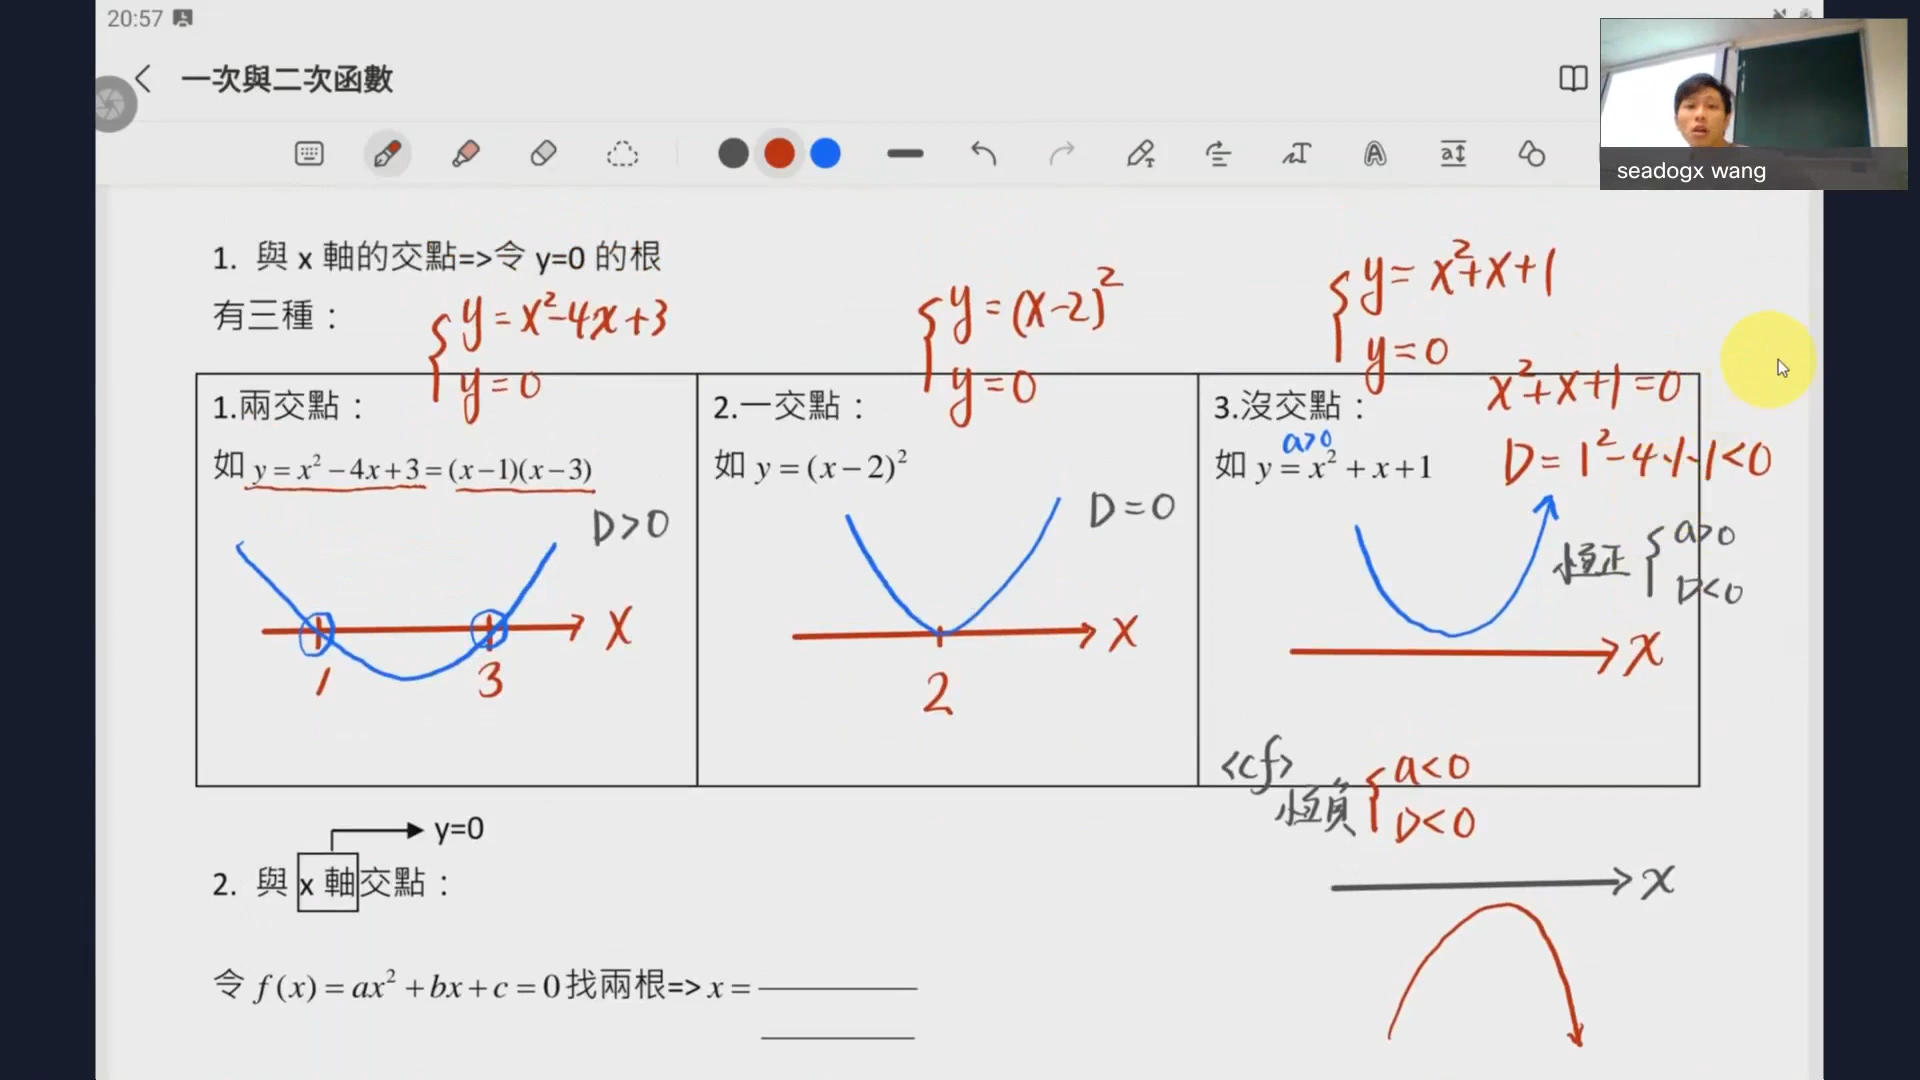 20:57
一次與二次函數
seadogx wang
1. 與 x 軸的交點=>令 y=0 的根
有三種：
y = x²-4x+3
y = 0
y = (x-2)²
y = 0
y = x²+x+1
y = 0
x²+x+1=0
D = 1²-4·1·1<0
1.兩交點：
如 y = x² − 4x + 3 = (x−1)(x−3)
D>0
X
1
3
2.一交點：
如 y = (x − 2)²
D=0
X
2
3.沒交點：
a>0
如 y = x² + x + 1
恆正 { a>0
D<0
X
<cf>
恆負 { a<0
D<0
X
y=0
2. 與 x 軸交點：
令 f(x) = ax² + bx + c = 0 找兩根=> x =